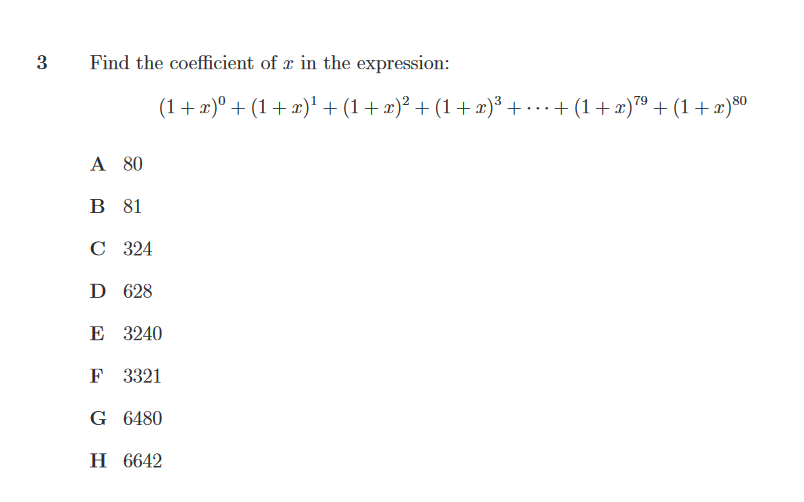 3 Find the coefficient of x in the expression:
(1 + x)⁰ + (1 + x)¹ + (1 + x)² + (1 + x)³ + ··· + (1 + x)⁷⁹ + (1 + x)⁸⁰
A 80
B 81
C 324
D 628
E 3240
F 3321
G 6480
H 6642